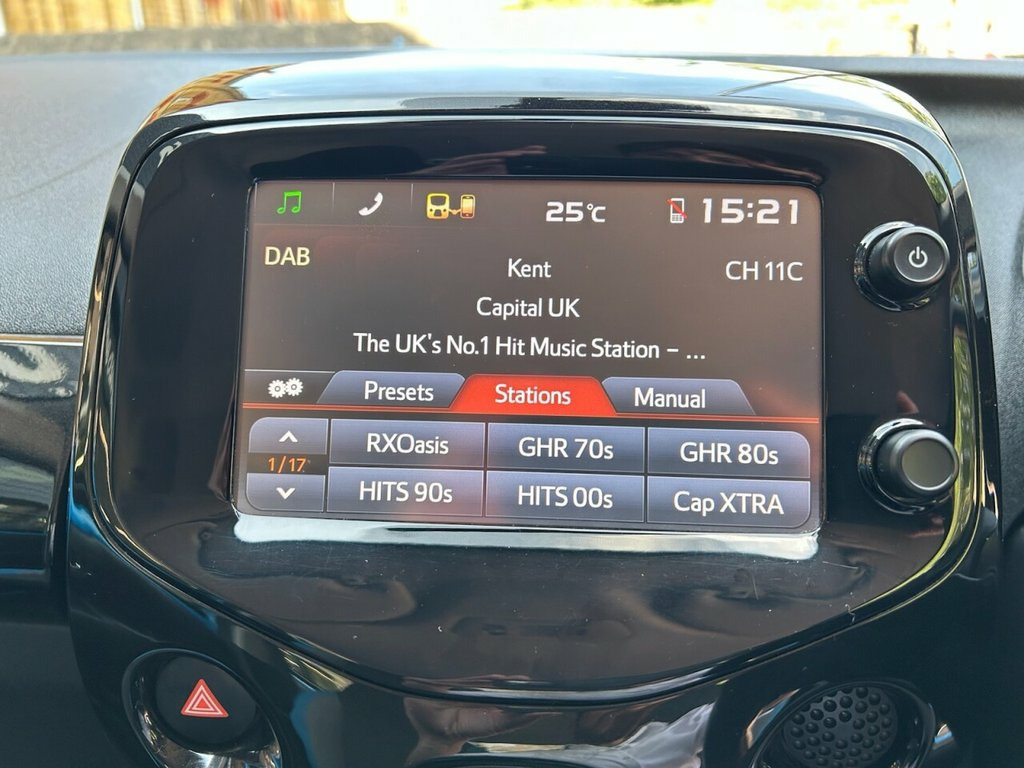 25°C 15:21
DAB
Kent
CH 11C
Capital UK
The UK's No.1 Hit Music Station – ...
Presets Stations Manual
RXOasis GHR 70s GHR 80s
1/17
HITS 90s HITS 00s Cap XTRA